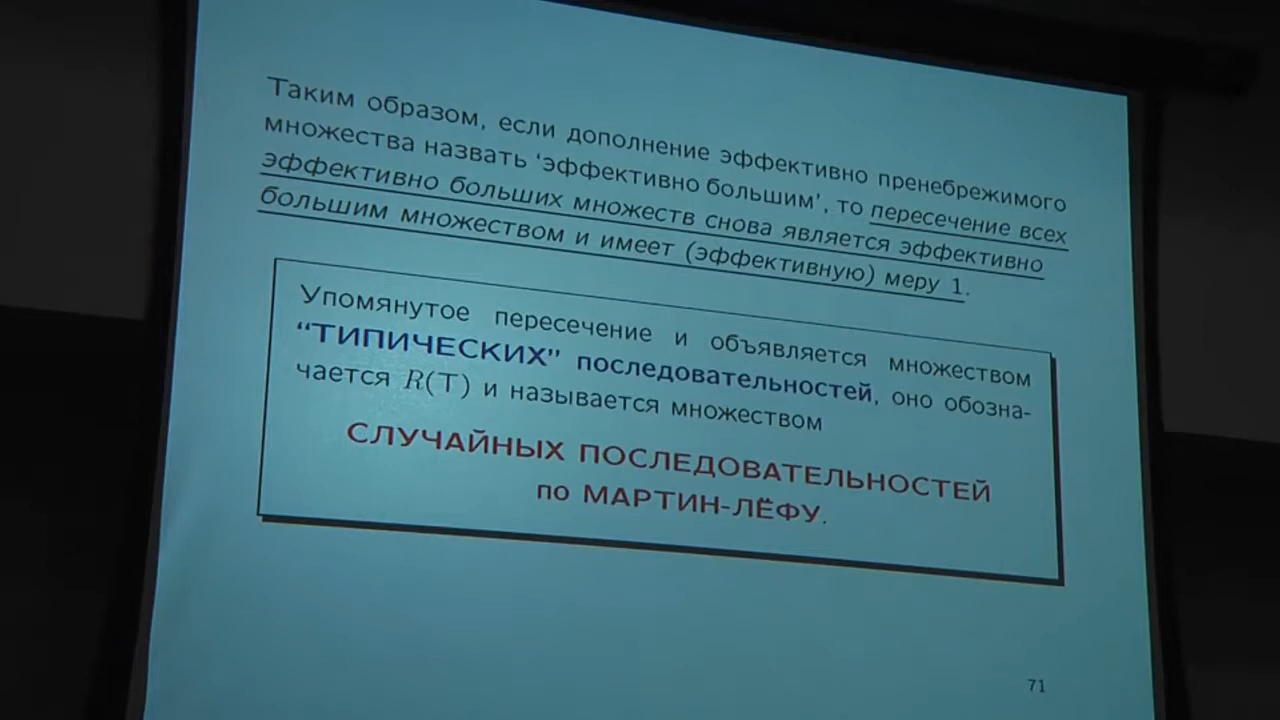 Таким образом, если дополнение эффективно пренебрежимого
множества назвать ‘эффективно большим’, то пересечение всех
эффективно больших множеств снова является эффективно
большим множеством и имеет (эффективную) меру 1.
Упомянутое пересечение и объявляется множеством
“ТИПИЧЕСКИХ” последовательностей, оно обозна-
чается R(T) и называется множеством
СЛУЧАЙНЫХ ПОСЛЕДОВАТЕЛЬНОСТЕЙ
по МАРТИН-ЛЁФУ.
71